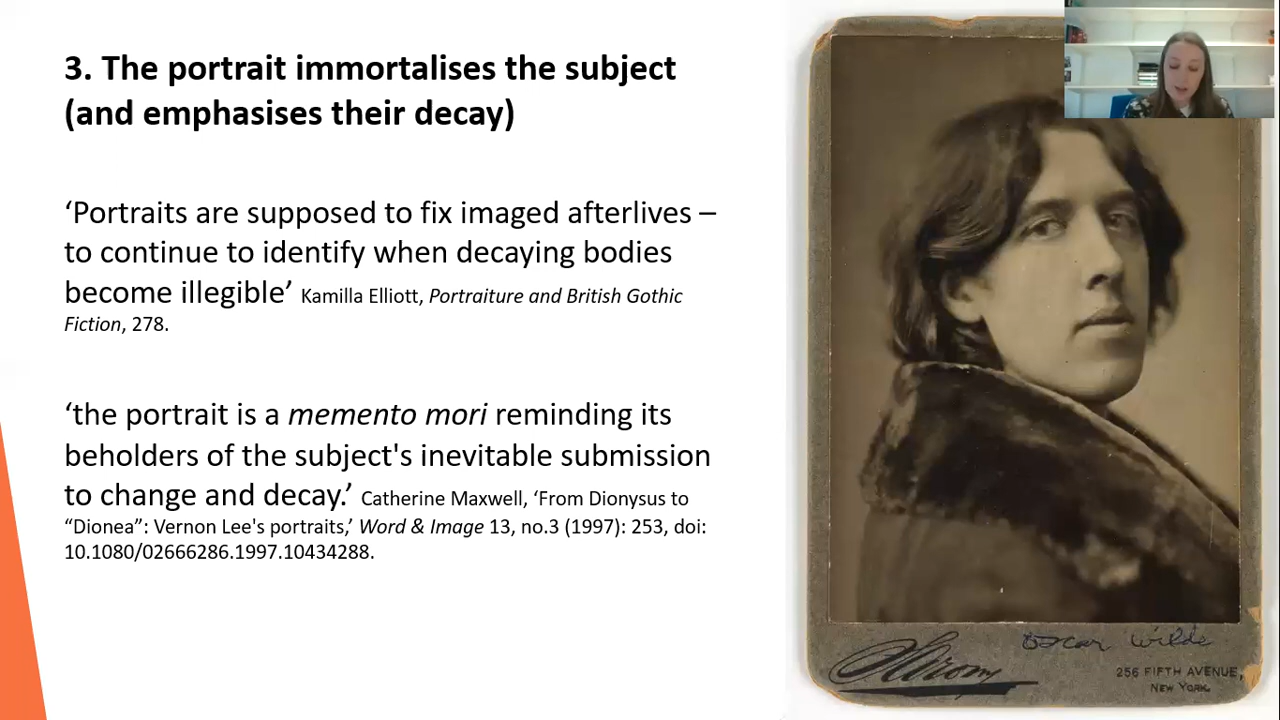 3. The portrait immortalises the subject
(and emphasises their decay)
‘Portraits are supposed to fix imaged afterlives –
to continue to identify when decaying bodies
become illegible’ Kamilla Elliott, Portraiture and British Gothic
Fiction, 278.
‘the portrait is a memento mori reminding its
beholders of the subject's inevitable submission
to change and decay.’ Catherine Maxwell, ‘From Dionysus to
“Dionea”: Vernon Lee's portraits,’ Word & Image 13, no.3 (1997): 253, doi:
10.1080/02666286.1997.10434288.
Oscar Wilde
256 FIFTH AVENUE,
NEW YORK.